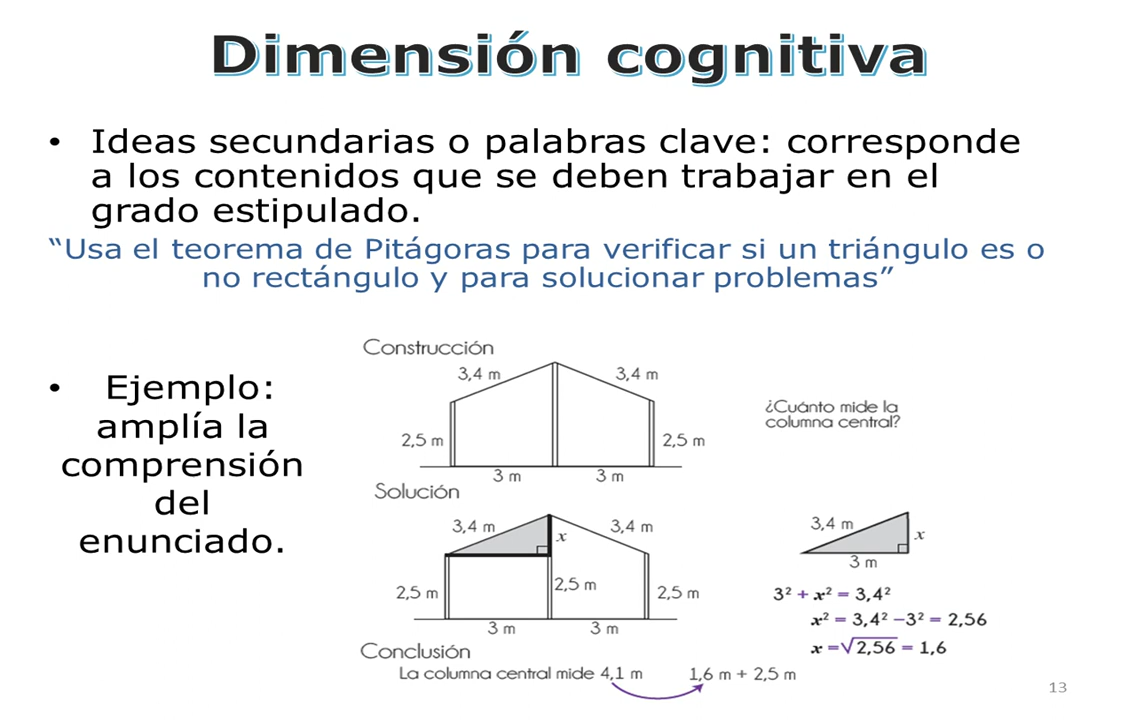 Dimensión cognitiva
• Ideas secundarias o palabras clave: corresponde
a los contenidos que se deben trabajar en el
grado estipulado.
“Usa el teorema de Pitágoras para verificar si un triángulo es o
no rectángulo y para solucionar problemas”
• Ejemplo:
amplía la
comprensión
del
enunciado.
Construcción
3,4 m 3,4 m
2,5 m 2,5 m
3 m 3 m
¿Cuánto mide la
columna central?
Solución
3,4 m x 3,4 m
2,5 m 2,5 m 2,5 m
3 m 3 m
3,4 m x
3 m
3² + x² = 3,4²
x² = 3,4² –3² = 2,56
x =√2,56 = 1,6
Conclusión
La columna central mide 4,1 m 1,6 m + 2,5 m
13